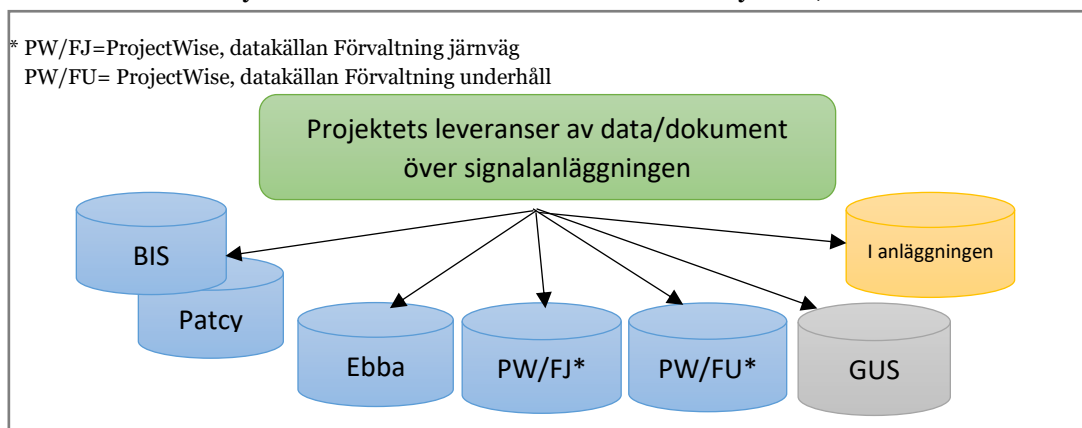 * PW/FJ=ProjectWise, datakällan Förvaltning järnväg
PW/FU= ProjectWise, datakällan Förvaltning underhåll
Projektets leveranser av data/dokument
över signalanläggningen
BIS
I anläggningen
Patcy
Ebba
PW/FJ*
PW/FU*
GUS